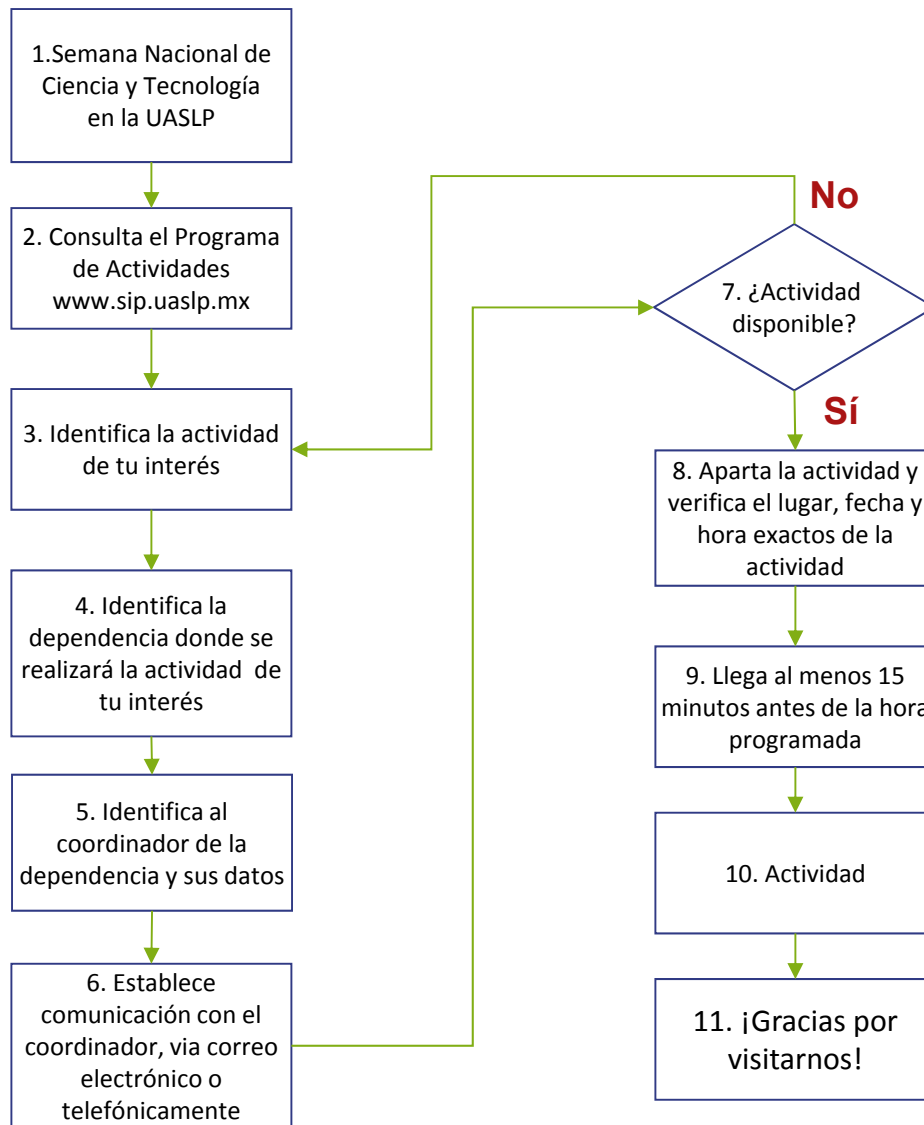 1.Semana Nacional de
Ciencia y Tecnología
en la UASLP
2. Consulta el Programa
de Actividades
www.sip.uaslp.mx
3. Identifica la actividad
de tu interés
4. Identifica la
dependencia donde se
realizará la actividad de
tu interés
5. Identifica al
coordinador de la
dependencia y sus datos
6. Establece
comunicación con el
coordinador, via correo
electrónico o
telefónicamente
No
7. ¿Actividad
disponible?
Sí
8. Aparta la actividad y
verifica el lugar, fecha y
hora exactos de la
actividad
9. Llega al menos 15
minutos antes de la hora
programada
10. Actividad
11. ¡Gracias por
visitarnos!